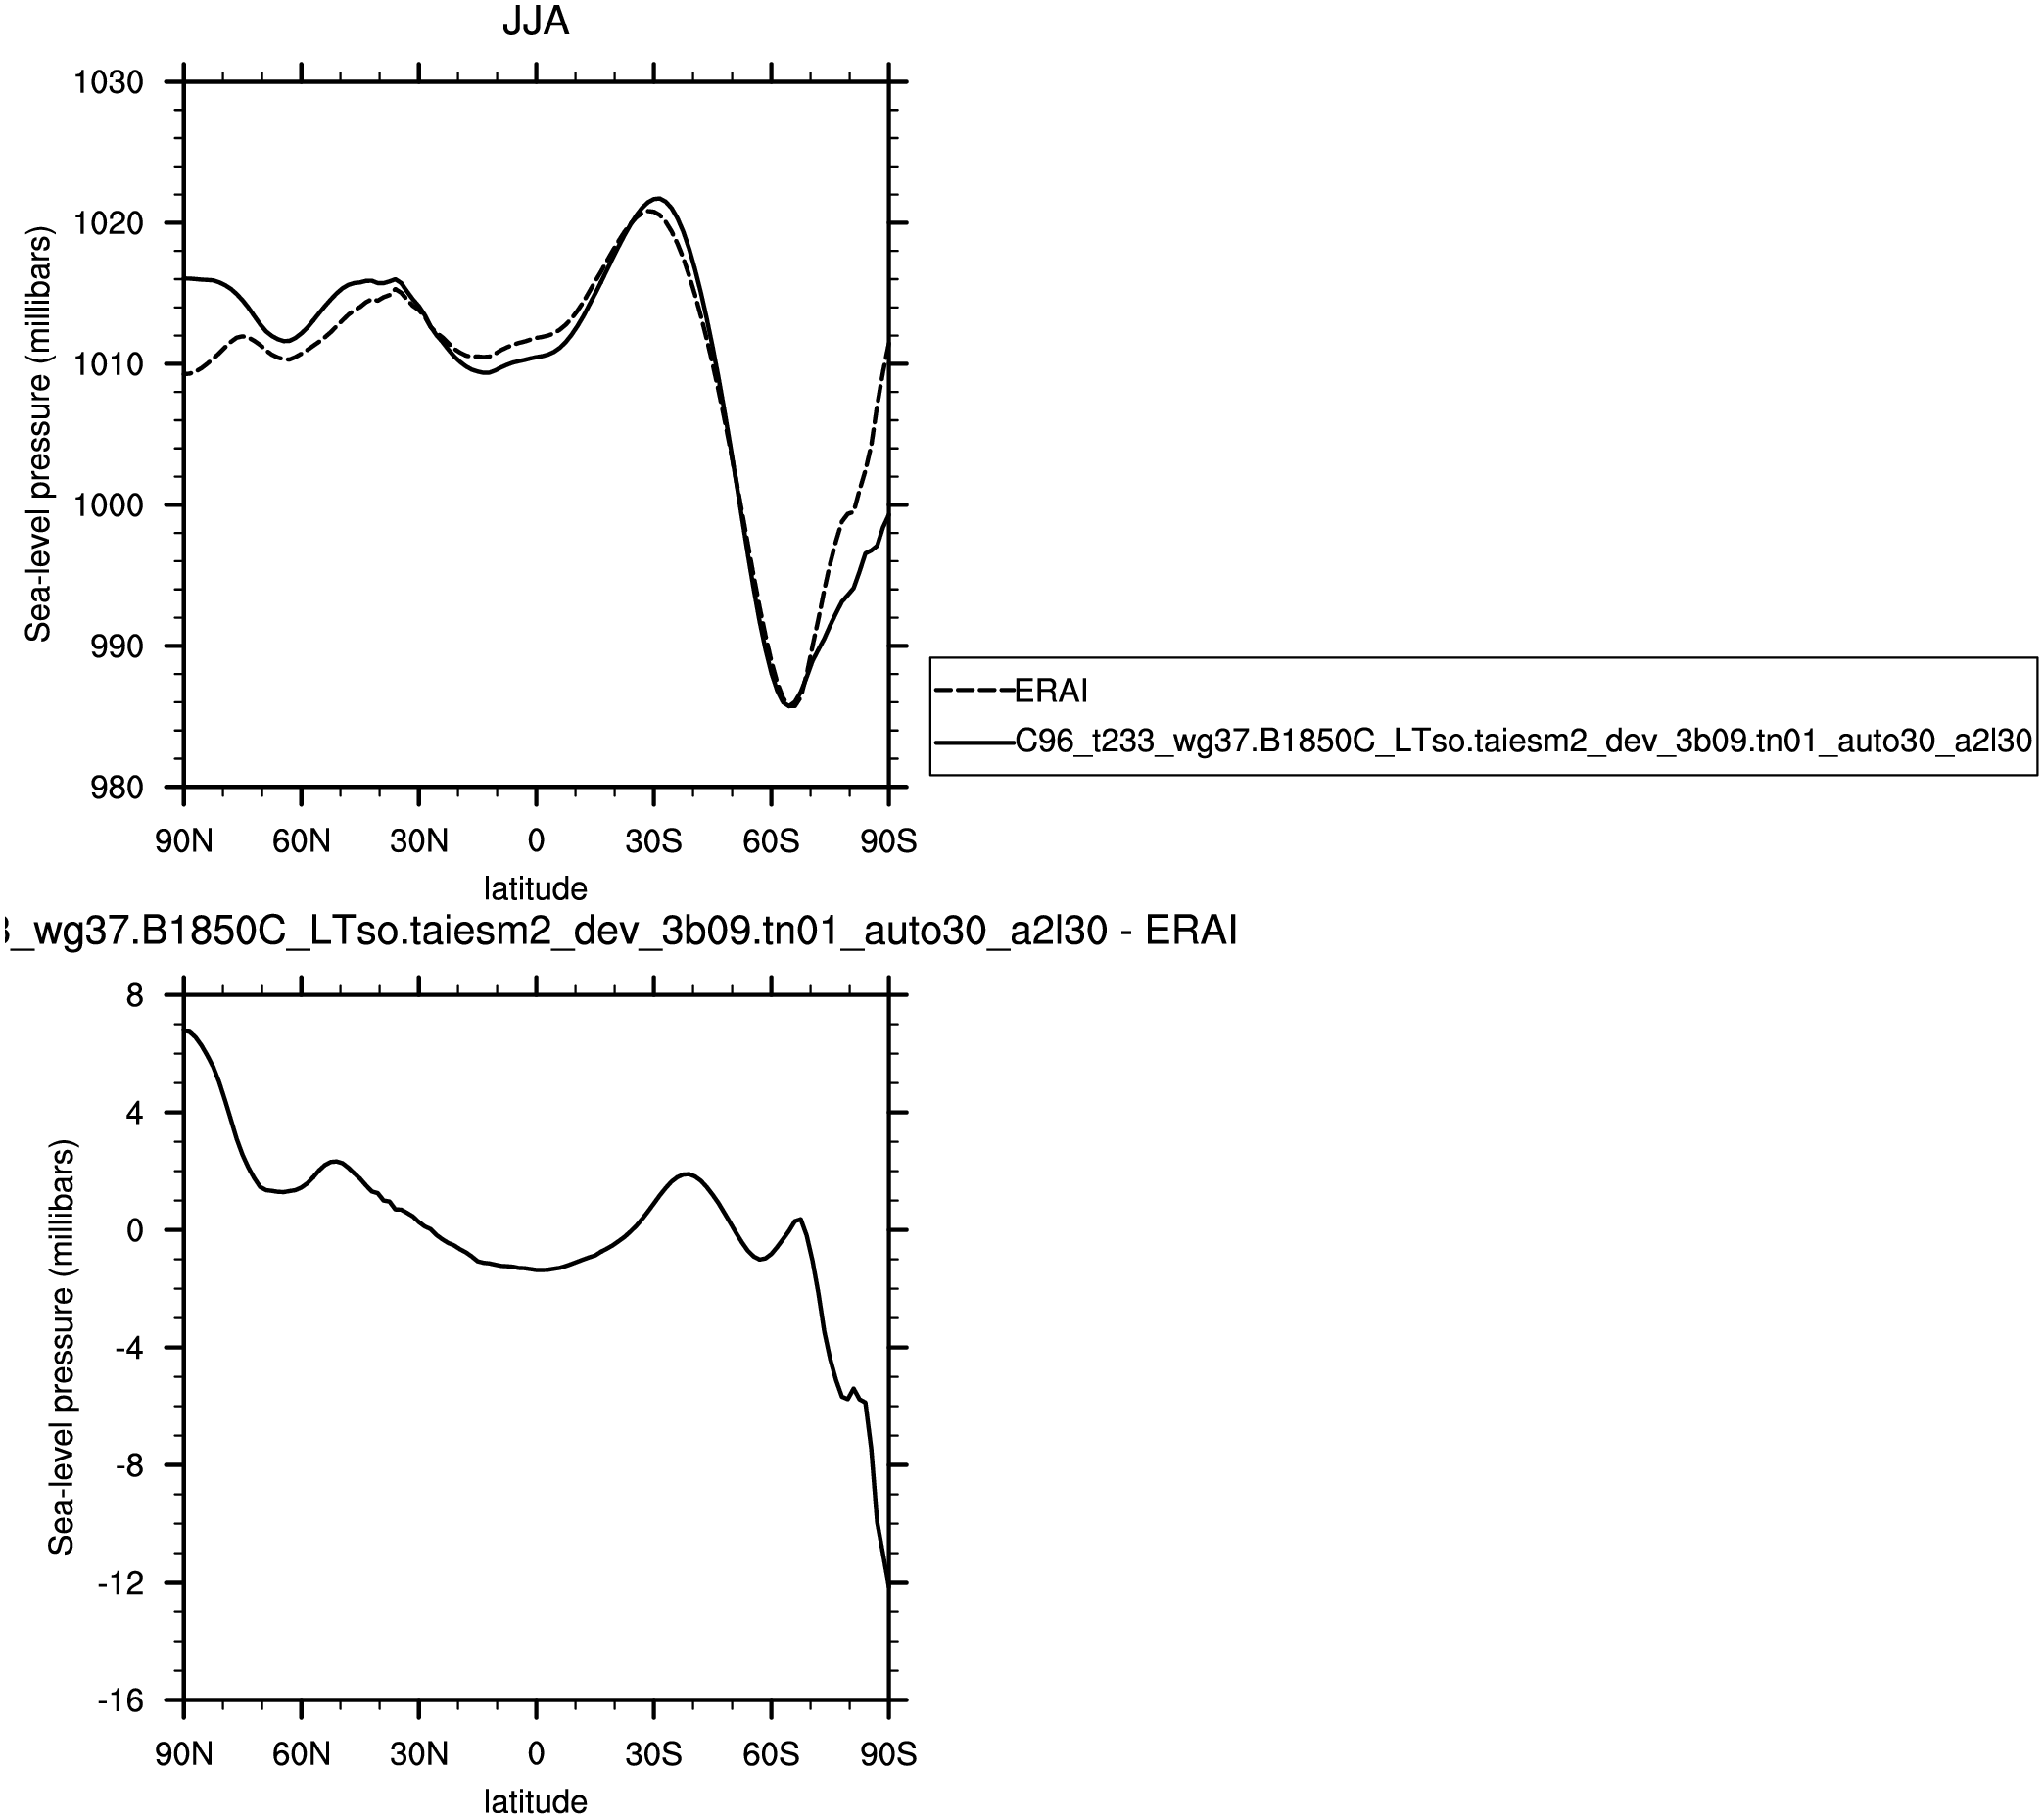 JJA
1030
1020
1010
1000
990
980
Sea-level pressure (millibars)
90N 60N 30N 0 30S 60S 90S
latitude
ERAI
C96_t233_wg37.B1850C_LTso.taiesm2_dev_3b09.tn01_auto30_a2l30
_wg37.B1850C_LTso.taiesm2_dev_3b09.tn01_auto30_a2l30 - ERAI
8
4
0
-4
-8
-12
-16
Sea-level pressure (millibars)
90N 60N 30N 0 30S 60S 90S
latitude